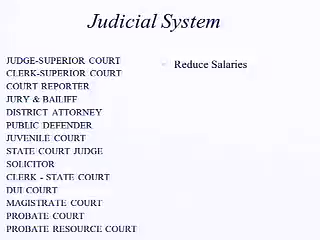 Judicial System
JUDGE-SUPERIOR COURT
CLERK-SUPERIOR COURT
COURT REPORTER
JURY & BAILIFF
DISTRICT ATTORNEY
PUBLIC DEFENDER
JUVENILE COURT
STATE COURT JUDGE
SOLICITOR
CLERK - STATE COURT
DUI COURT
MAGISTRATE COURT
PROBATE COURT
PROBATE RESOURCE COURT
Reduce Salaries